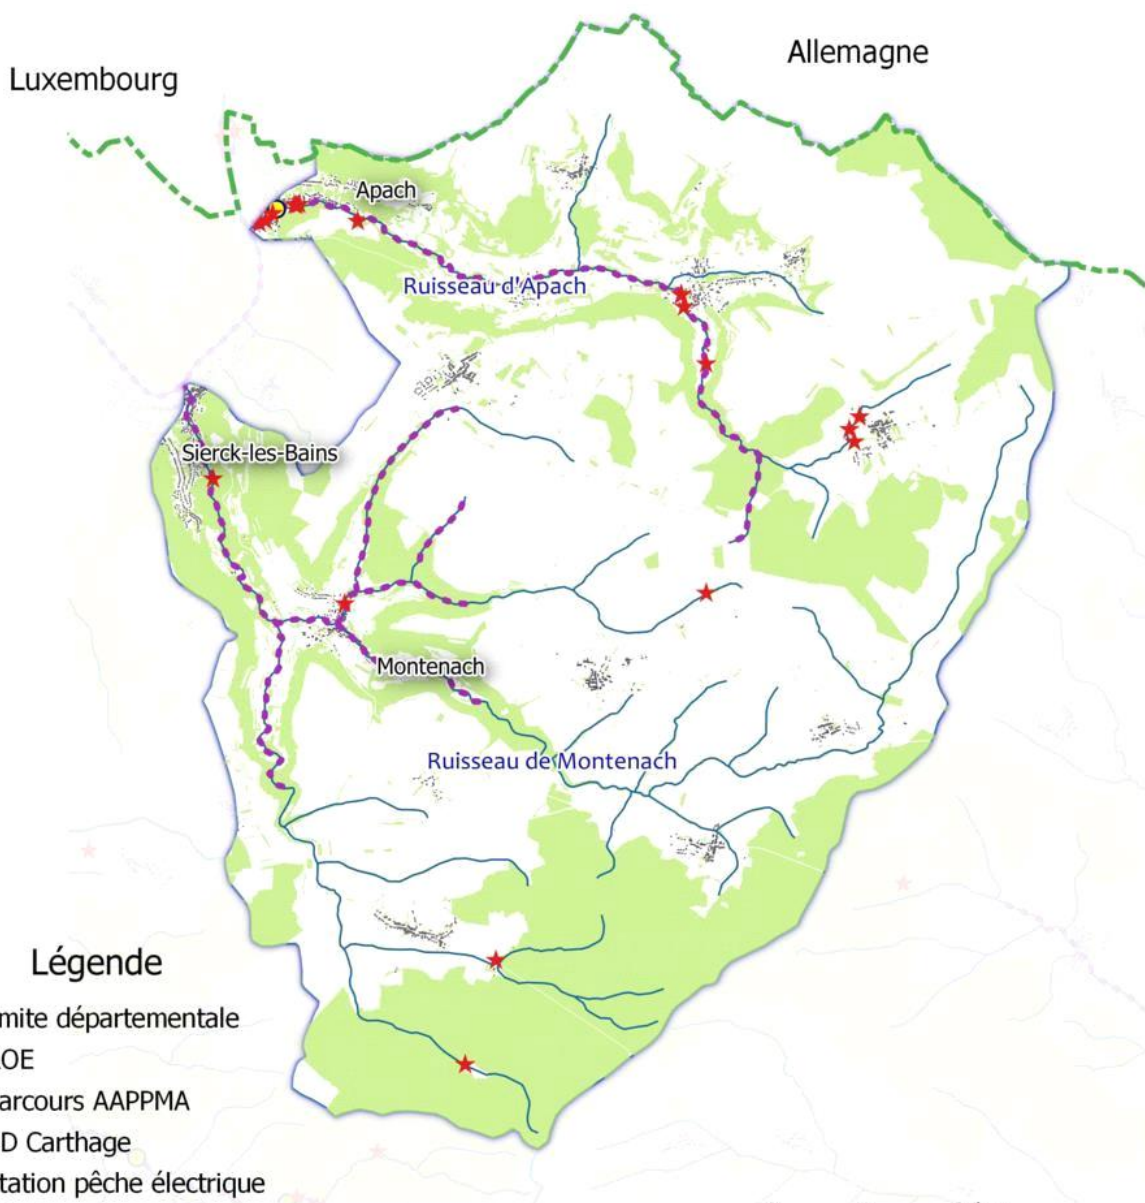 Allemagne
Luxembourg
Apach
Ruisseau d'Apach
Sierck-les-Bains
Montenach
Ruisseau de Montenach
Légende
mite départementale
OE
arcours AAPPMA
D Carthage
tation pêche électrique